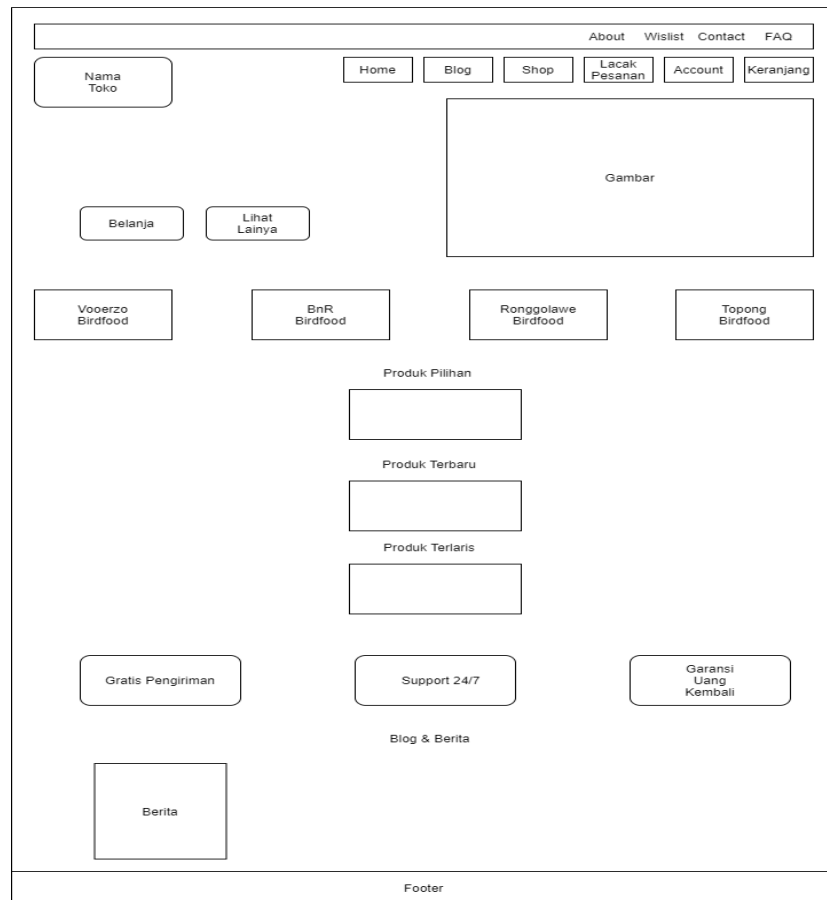 About Wislist Contact FAQ
Nama
Toko
Home Blog Shop Lacak
Pesanan Account Keranjang
Gambar
Belanja Lihat
Lainya
Vooerzo
Birdfood
BnR
Birdfood
Ronggolawe
Birdfood
Topong
Birdfood
Produk Pilihan
Produk Terbaru
Produk Terlaris
Gratis Pengiriman
Support 24/7
Garansi
Uang
Kembali
Blog & Berita
Berita
Footer